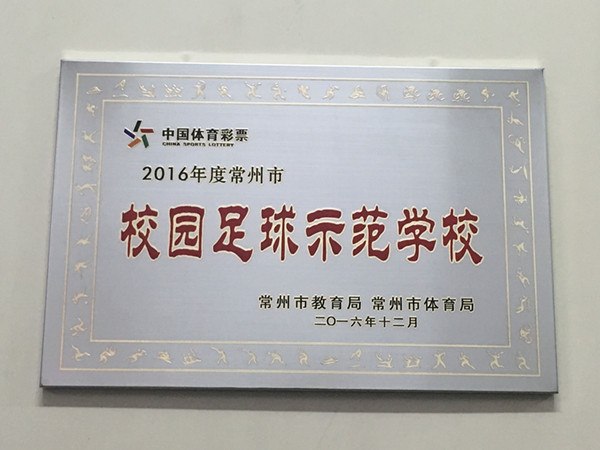 中国体育彩票
CHINA SPORTS LOTTERY
2016年度常州市
校园足球示范学校
常州市教育局 常州市体育局
二〇一六年十二月